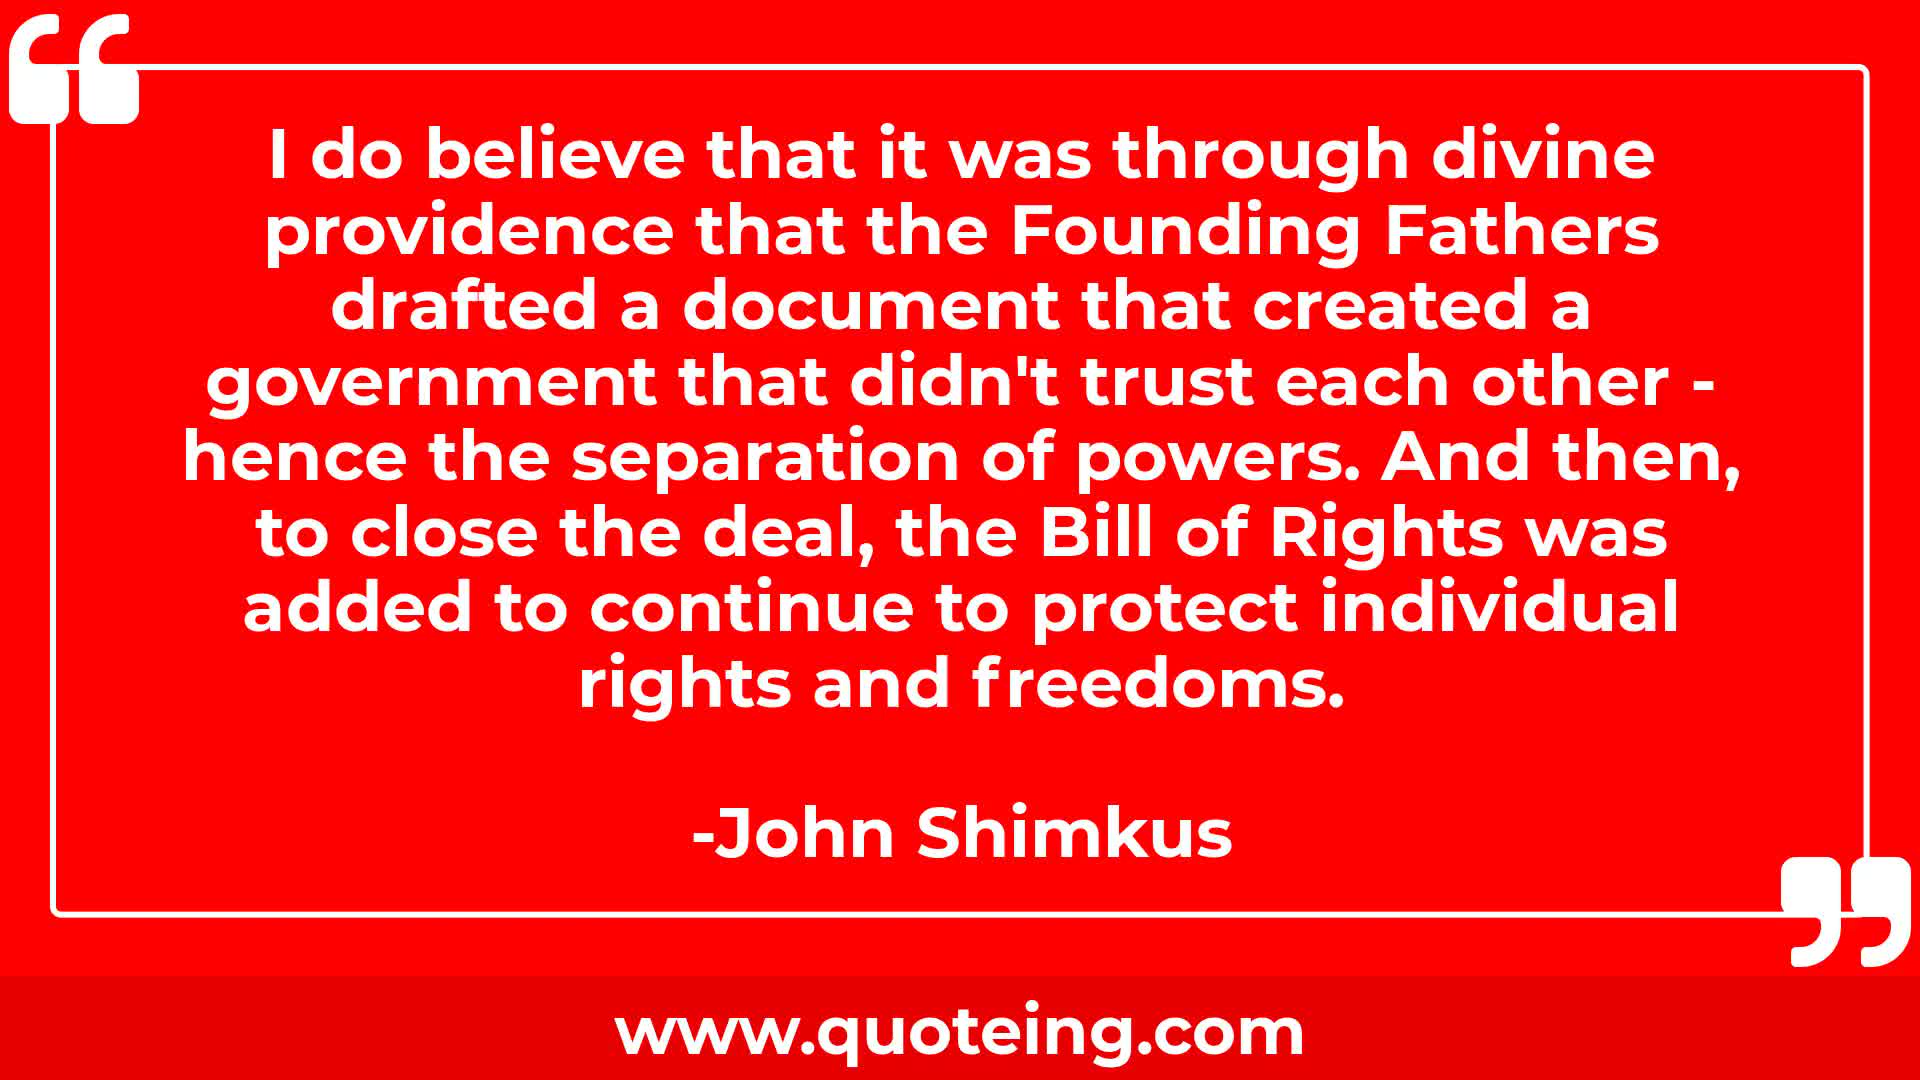 I do believe that it was through divine
providence that the Founding Fathers
drafted a document that created a
government that didn't trust each other -
hence the separation of powers. And then,
to close the deal, the Bill of Rights was
added to continue to protect individual
rights and freedoms.
-John Shimkus
www.quoteing.com